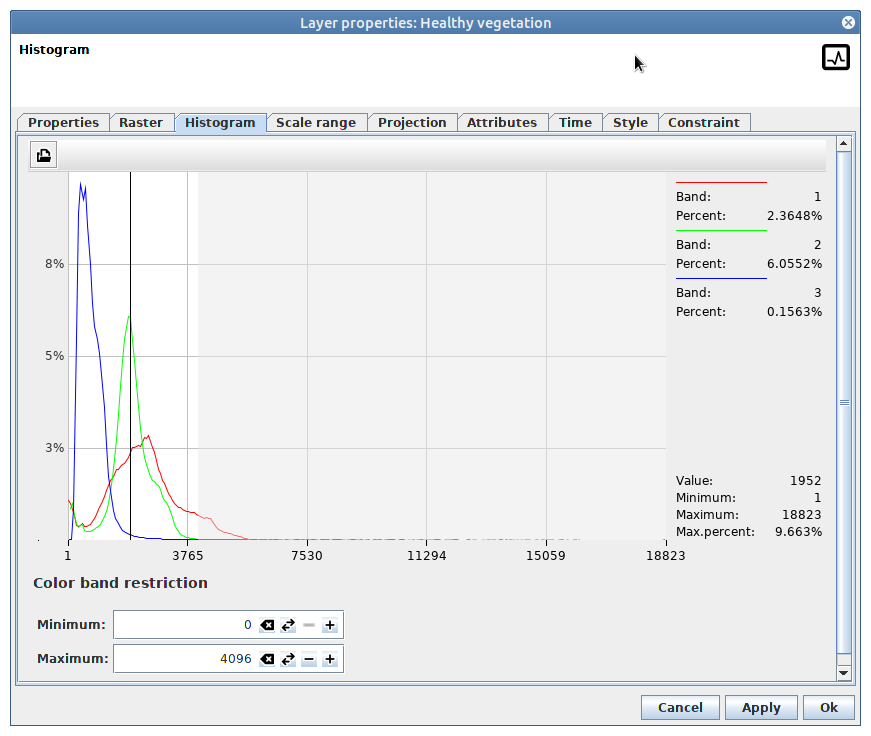 Layer properties: Healthy vegetation
Histogram
Properties Raster Histogram Scale range Projection Attributes Time Style Constraint
Band: 1
Percent: 2.3648%
Band: 2
Percent: 6.0552%
Band: 3
Percent: 0.1563%
8%
5%
3%
Value: 1952
Minimum: 1
Maximum: 18823
Max.percent: 9.663%
1 3765 7530 11294 15059 18823
Color band restriction
Minimum: 0
Maximum: 4096
Cancel Apply Ok